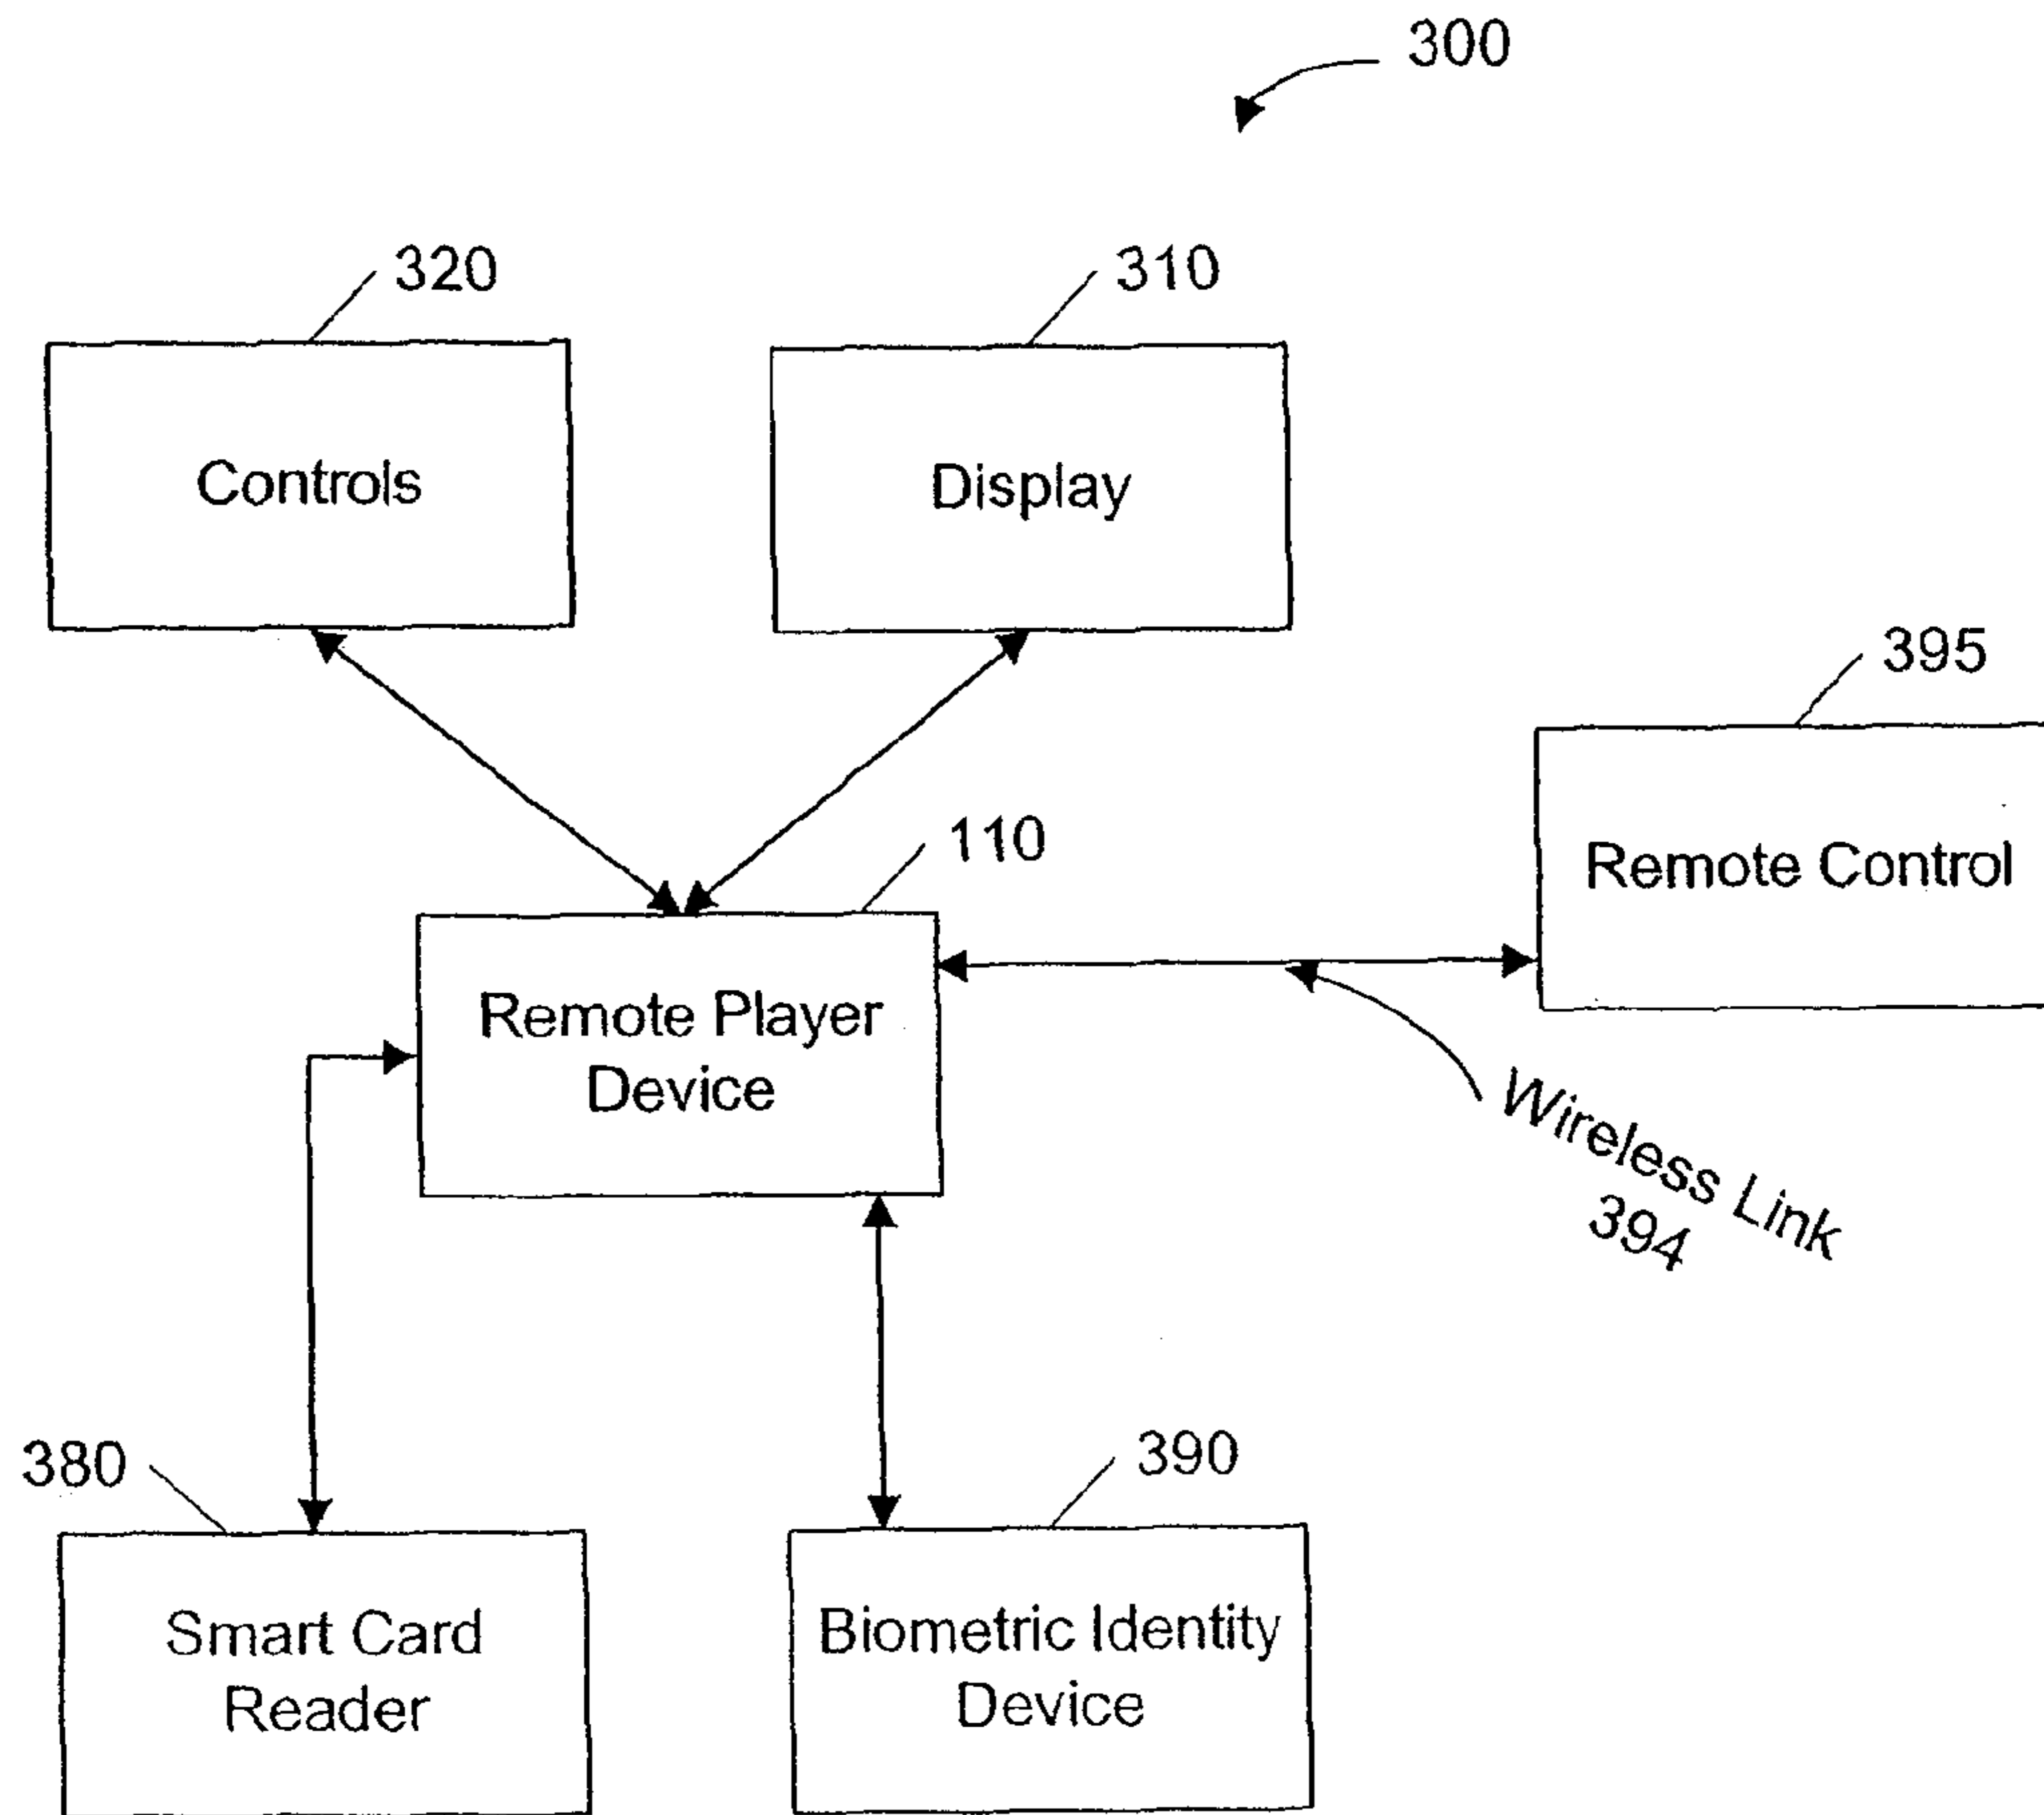 300
320
310
Controls
Display
395
Remote Control
110
Remote Player
Device
Wireless Link
394
380
390
Smart Card
Reader
Biometric Identity
Device